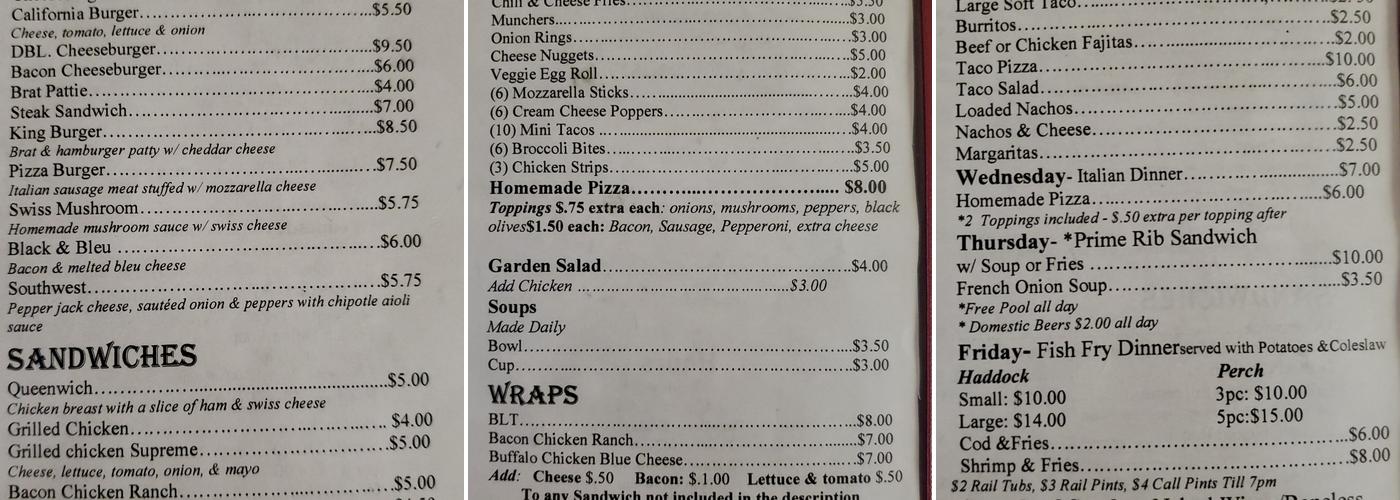 California Burger..........$5.50
Cheese, tomato, lettuce & onion
DBL. Cheeseburger..........$9.50
Bacon Cheeseburger..........$6.00
Brat Pattie..........$4.00
Steak Sandwich..........$7.00
King Burger..........$8.50
Brat & hamburger patty w/ cheddar cheese
Pizza Burger..........$7.50
Italian sausage meat stuffed w/ mozzarella cheese
Swiss Mushroom..........$5.75
Homemade mushroom sauce w/ swiss cheese
Black & Bleu ..........$6.00
Bacon & melted bleu cheese
Southwest..........$5.75
Pepper jack cheese, sautéed onion & peppers with chipotle aioli
sauce
SANDWICHES
Queenwich..........$5.00
Chicken breast with a slice of ham & swiss cheese
Grilled Chicken.......... $4.00
Grilled chicken Supreme..........$5.00
Cheese, lettuce, tomato, onion, & mayo
Bacon Chicken Ranch..........$5.00
Chili & Cheese Fries..........$3.50
Munchers..........$3.00
Onion Rings..........$3.00
Cheese Nuggets..........$5.00
Veggie Egg Roll..........$2.00
(6) Mozzarella Sticks..........$4.00
(6) Cream Cheese Poppers..........$4.00
(10) Mini Tacos ..........$4.00
(6) Broccoli Bites..........$3.50
(3) Chicken Strips..........$5.00
Homemade Pizza.......... $8.00
Toppings $.75 extra each: onions, mushrooms, peppers, black
olives$1.50 each: Bacon, Sausage, Pepperoni, extra cheese
Garden Salad..........$4.00
Add Chicken ..........$3.00
Soups
Made Daily
Bowl..........$3.50
Cup..........$3.00
WRAPS
BLT..........$8.00
Bacon Chicken Ranch..........$7.00
Buffalo Chicken Blue Cheese..........$7.00
Add: Cheese $.50 Bacon: $.1.00 Lettuce & tomato $.50
To any Sandwich not included in the description
Large Soft Taco..........
Burritos..........$2.50
Beef or Chicken Fajitas..........$2.00
Taco Pizza..........$10.00
Taco Salad..........$6.00
Loaded Nachos..........$5.00
Nachos & Cheese..........$2.50
Margaritas..........$2.50
Wednesday- Italian Dinner..........$7.00
Homemade Pizza..........$6.00
*2 Toppings included - $.50 extra per topping after
Thursday- *Prime Rib Sandwich
w/ Soup or Fries ..........$10.00
French Onion Soup..........$3.50
*Free Pool all day
* Domestic Beers $2.00 all day
Friday- Fish Fry Dinnerserved with Potatoes &Coleslaw
Haddock Perch
Small: $10.00 3pc: $10.00
Large: $14.00 5pc:$15.00
Cod &Fries..........$6.00
Shrimp & Fries..........$8.00
$2 Rail Tubs, $3 Rail Pints, $4 Call Pints Till 7pm